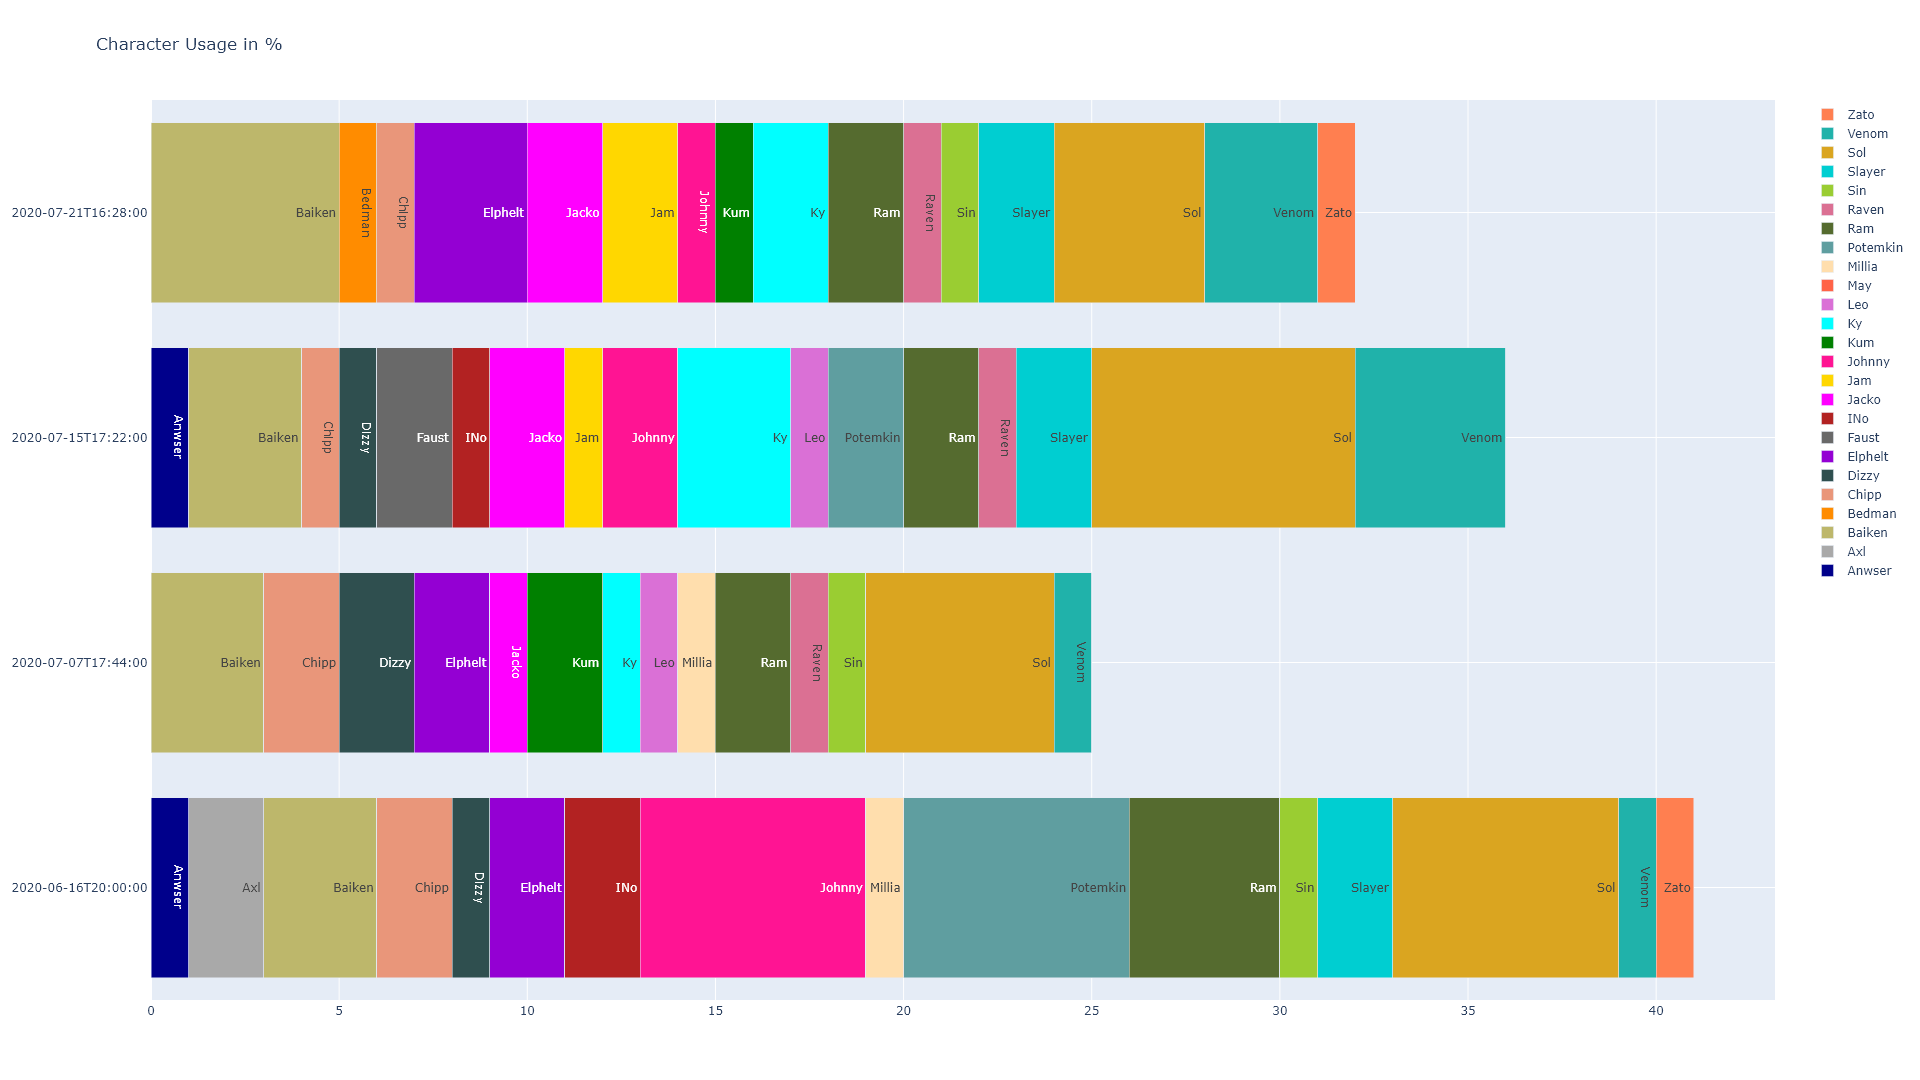 Character Usage in %
2020-07-21T16:28:00
Baiken
Bedman
Chipp
Elphelt
Jacko
Jam
Johnny
Kum
Ky
Ram
Raven
Sin
Slayer
Sol
Venom
Zato
2020-07-15T17:22:00
Anwser
Baiken
Chipp
Dizzy
Faust
INo
Jacko
Jam
Johnny
Ky
Leo
Potemkin
Ram
Raven
Slayer
Sol
Venom
2020-07-07T17:44:00
Baiken
Chipp
Dizzy
Elphelt
Jacko
Kum
Ky
Leo
Millia
Ram
Raven
Sin
Sol
Venom
2020-06-16T20:00:00
Anwser
Axl
Baiken
Chipp
Dizzy
Elphelt
INo
Johnny
Millia
Potemkin
Ram
Sin
Slayer
Sol
Venom
Zato
0 5 10 15 20 25 30 35 40
Zato
Venom
Sol
Slayer
Sin
Raven
Ram
Potemkin
Millia
May
Leo
Ky
Kum
Johnny
Jam
Jacko
INo
Faust
Elphelt
Dizzy
Chipp
Bedman
Baiken
Axl
Anwser